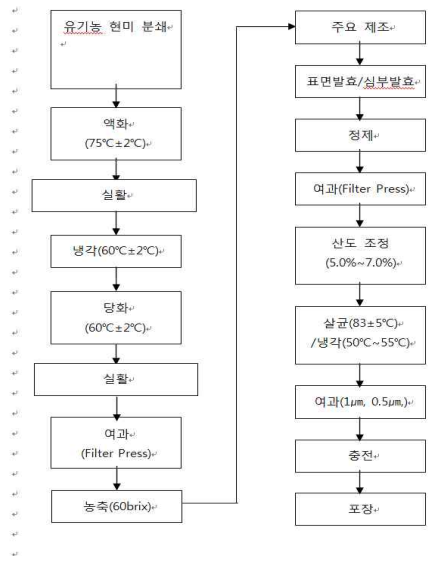 유기농 현미 분쇄
액화
(75℃±2℃)
실활
냉각(60℃±2℃)
당화
(60℃±2℃)
실활
여과
(Filter Press)
농축(60brix)
주요 제조
표면발효/심부발효
정제
여과(Filter Press)
산도 조정
(5.0%~7.0%)
살균(83±5℃)
/냉각(50℃~55℃)
여과(1μm, 0.5μm,)
충전
포장